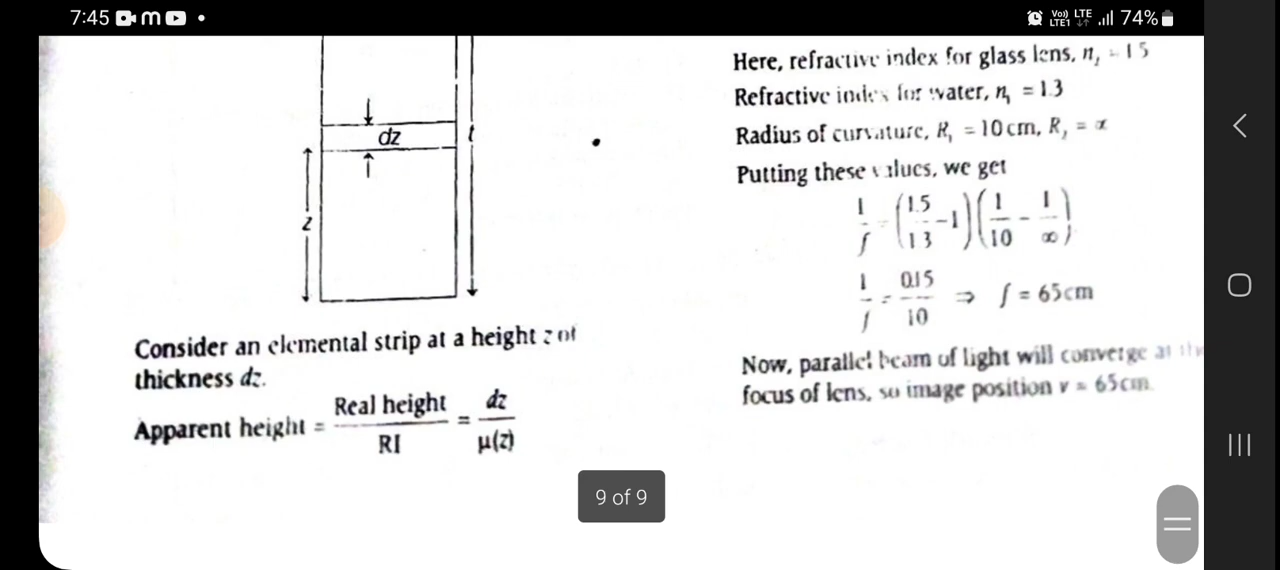 7:45
Vo)) LTE
LTE1
74%
dz
t
z
Consider an elemental strip at a height z of
thickness dz.
Apparent height = Real height / RI = dz / μ(z)
Here, refractive index for glass lens, n, = 1 5
Refractive index for water, n₁ = 1.3
Radius of curvature, R₁ = 10 cm, R, = α
Putting these values, we get
1/f = (1.5/1 3 - 1)(1/10 - 1/∞)
1/f = 0.15/10 ⇒ f = 65 cm
Now, parallel beam of light will converge at the
focus of lens, so image position v = 65 cm.
9 of 9